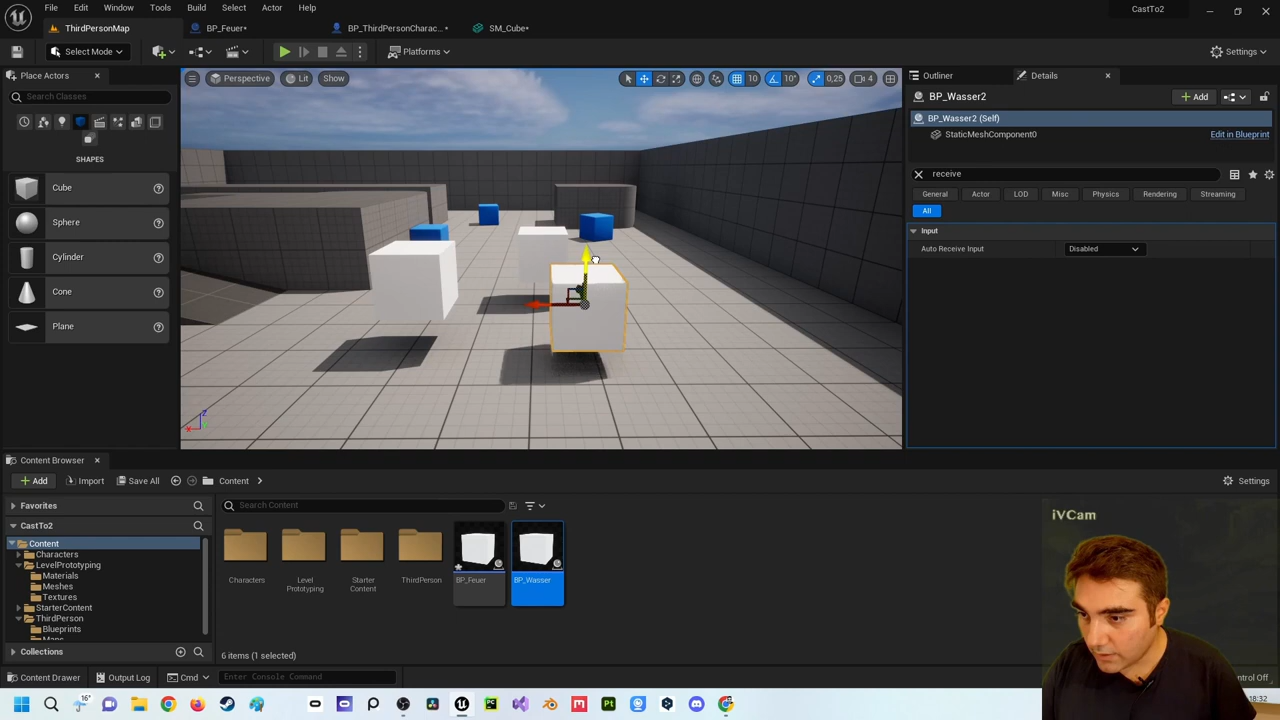 File Edit Window Tools Build Select Actor Help
CastTo2
ThirdPersonMap
BP_Feuer*
BP_ThirdPersonCharac...*
SM_Cube*
Select Mode
Platforms
Settings
Place Actors
Search Classes
SHAPES
Cube
Sphere
Cylinder
Cone
Plane
Perspective
Lit
Show
10
10°
0,25
4
Z
X
Outliner
Details
BP_Wasser2
Add
BP_Wasser2 (Self)
StaticMeshComponent0
Edit in Blueprint
receive
General
Actor
LOD
Misc
Physics
Rendering
Streaming
All
Input
Auto Receive Input
Disabled
Content Browser
Add
Import
Save All
Content
Settings
Favorites
CastTo2
Content
Characters
LevelPrototyping
Materials
Meshes
Textures
StarterContent
ThirdPerson
Blueprints
Maps
Collections
Search Content
Characters
Level
Prototyping
Starter
Content
ThirdPerson
BP_Feuer
BP_Wasser
6 items (1 selected)
Content Drawer
Output Log
Cmd
Enter Console Command
iVCam
16°
18:32